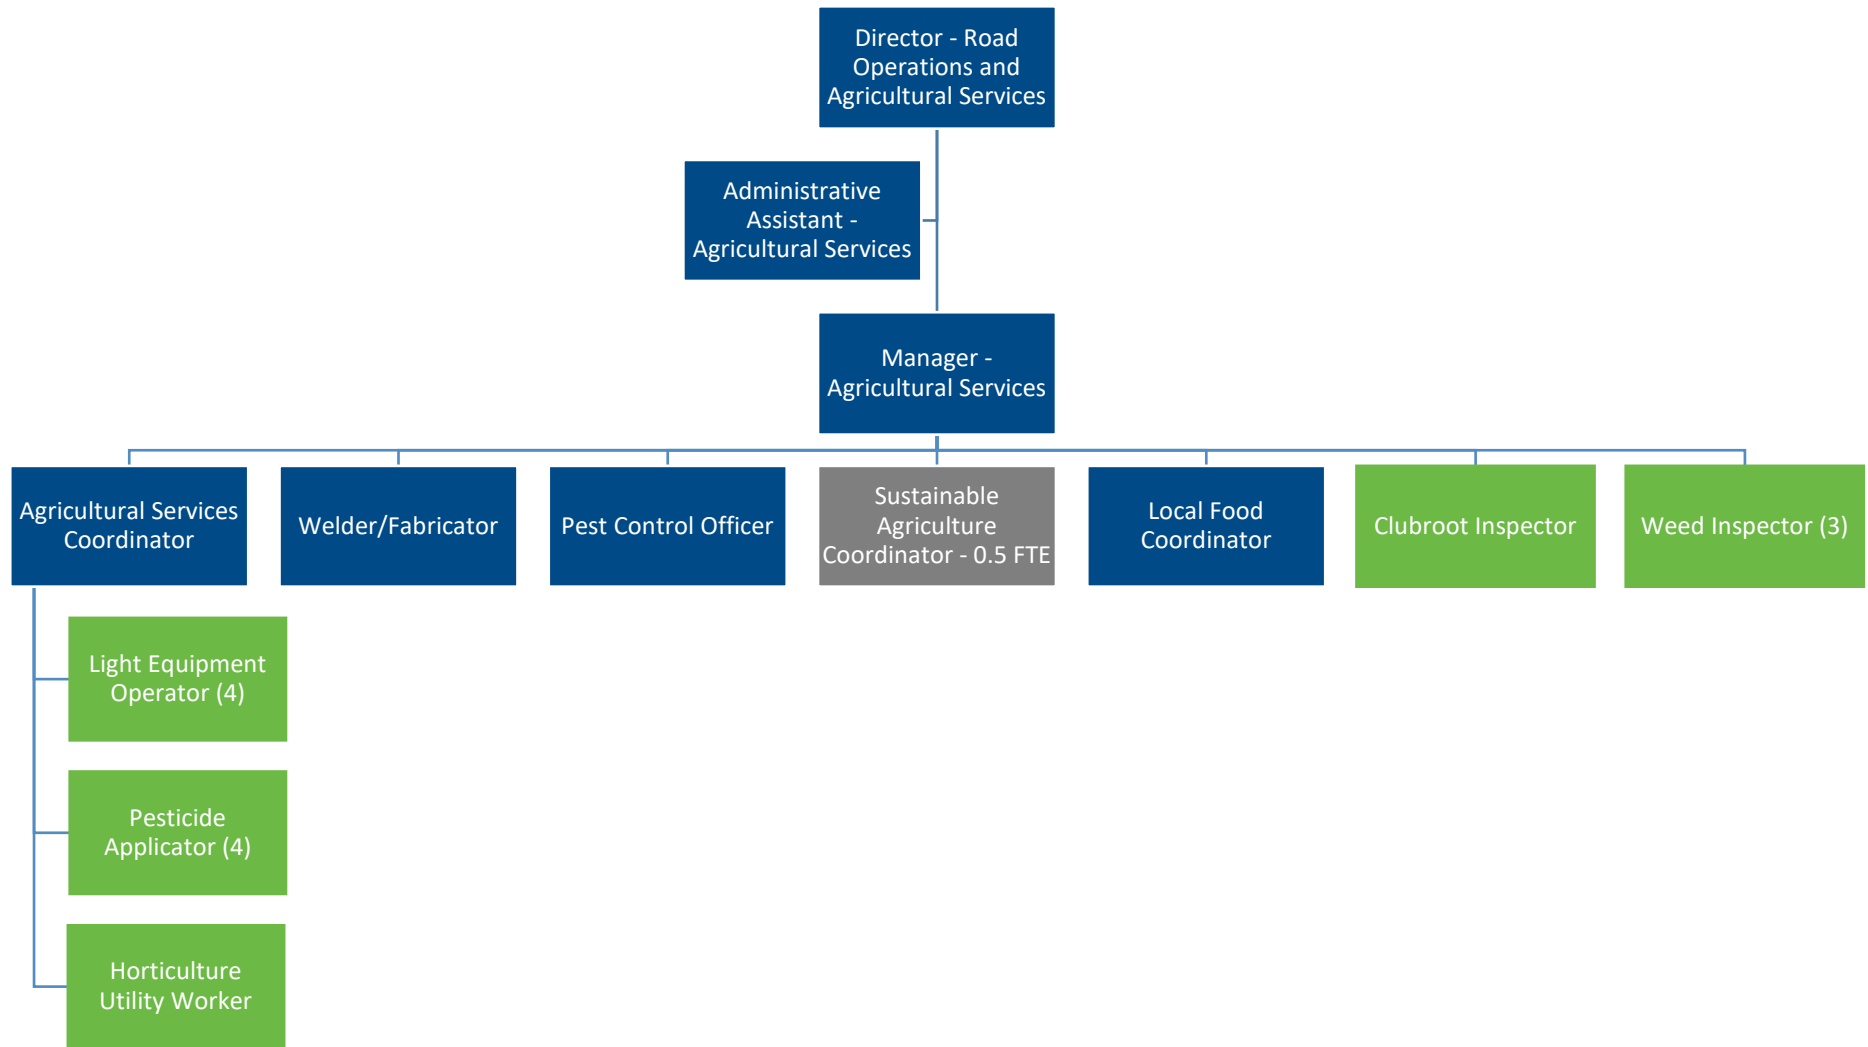 Director - Road
Operations and
Agricultural Services
Administrative
Assistant -
Agricultural Services
Manager -
Agricultural Services
Agricultural Services
Coordinator
Welder/Fabricator
Pest Control Officer
Sustainable
Agriculture
Coordinator - 0.5 FTE
Local Food
Coordinator
Clubroot Inspector
Weed Inspector (3)
Light Equipment
Operator (4)
Pesticide
Applicator (4)
Horticulture
Utility Worker